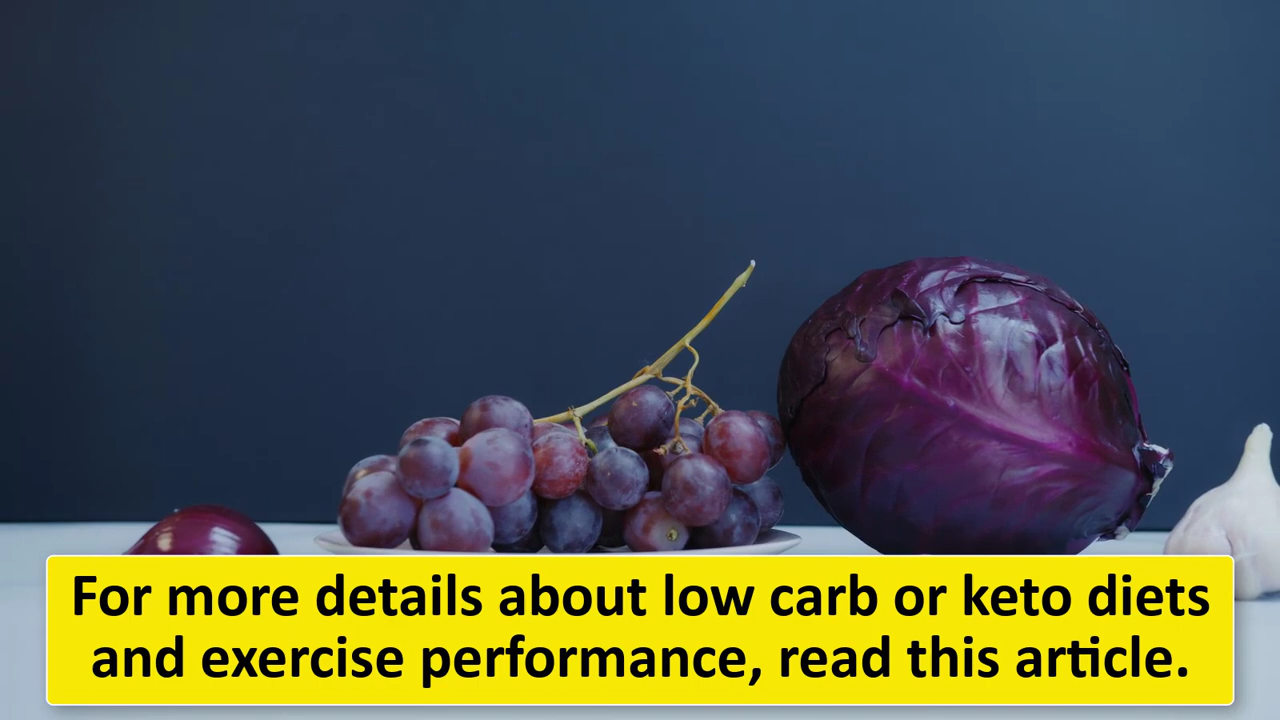 For more details about low carb or keto diets
and exercise performance, read this article.